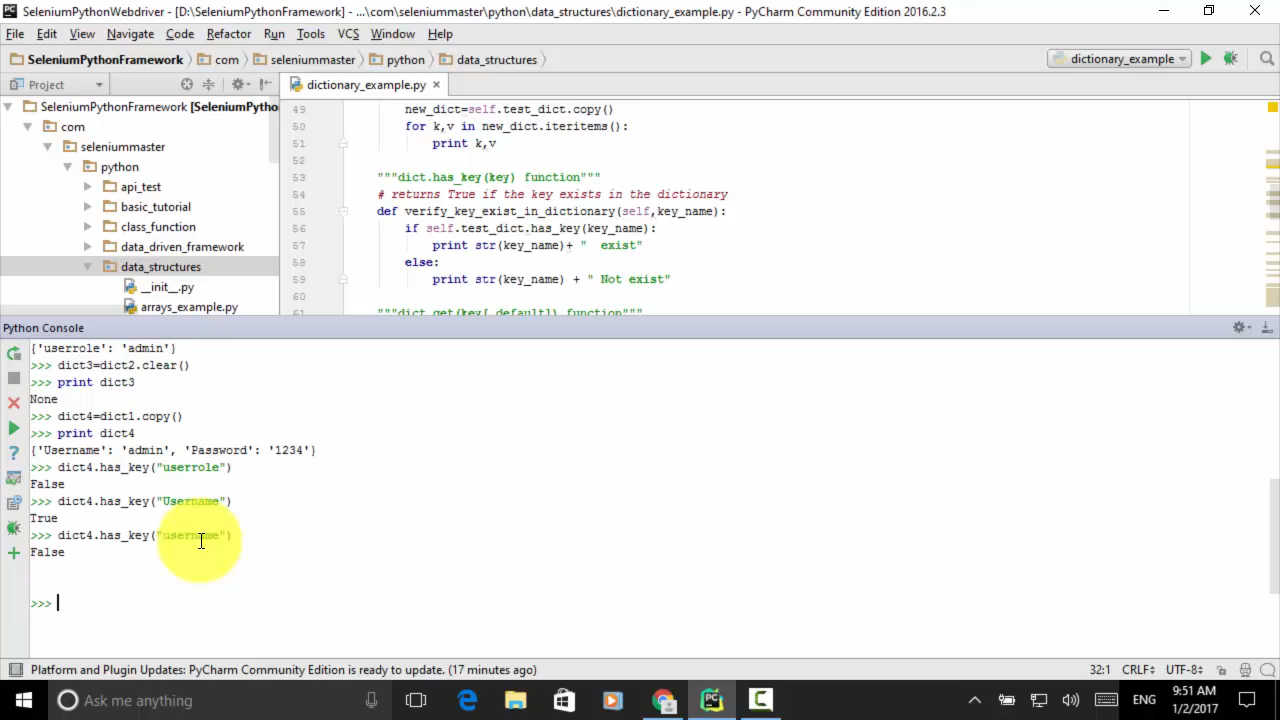 SeleniumPythonWebdriver - [D:\SeleniumPythonFramework] - ...\com\seleniummaster\python\data_structures\dictionary_example.py - PyCharm Community Edition 2016.2.3
File Edit View Navigate Code Refactor Run Tools VCS Window Help
SeleniumPythonFramework com seleniummaster python data_structures dictionary_example
Project dictionary_example.py
SeleniumPythonFramework [SeleniumPytho
com
seleniummaster
python
api_test
basic_tutorial
class_function
data_driven_framework
data_structures
__init__.py
arrays_example.py
49 new_dict=self.test_dict.copy()
50 for k,v in new_dict.iteritems():
51 print k,v
52
53 """dict.has_key(key) function"""
54 # returns True if the key exists in the dictionary
55 def verify_key_exist_in_dictionary(self,key_name):
56 if self.test_dict.has_key(key_name):
57 print str(key_name)+ "  exist"
58 else:
59 print str(key_name) + " Not exist"
60
61 """dict.get(key[,default]) function"""
Python Console
{'userrole': 'admin'}
>>> dict3=dict2.clear()
>>> print dict3
None
>>> dict4=dict1.copy()
>>> print dict4
{'Username': 'admin', 'Password': '1234'}
>>> dict4.has_key("userrole")
False
>>> dict4.has_key("Username")
True
>>> dict4.has_key("username")
False
>>>
Platform and Plugin Updates: PyCharm Community Edition is ready to update. (17 minutes ago) 32:1 CRLF UTF-8
Ask me anything ENG 9:51 AM
1/2/2017